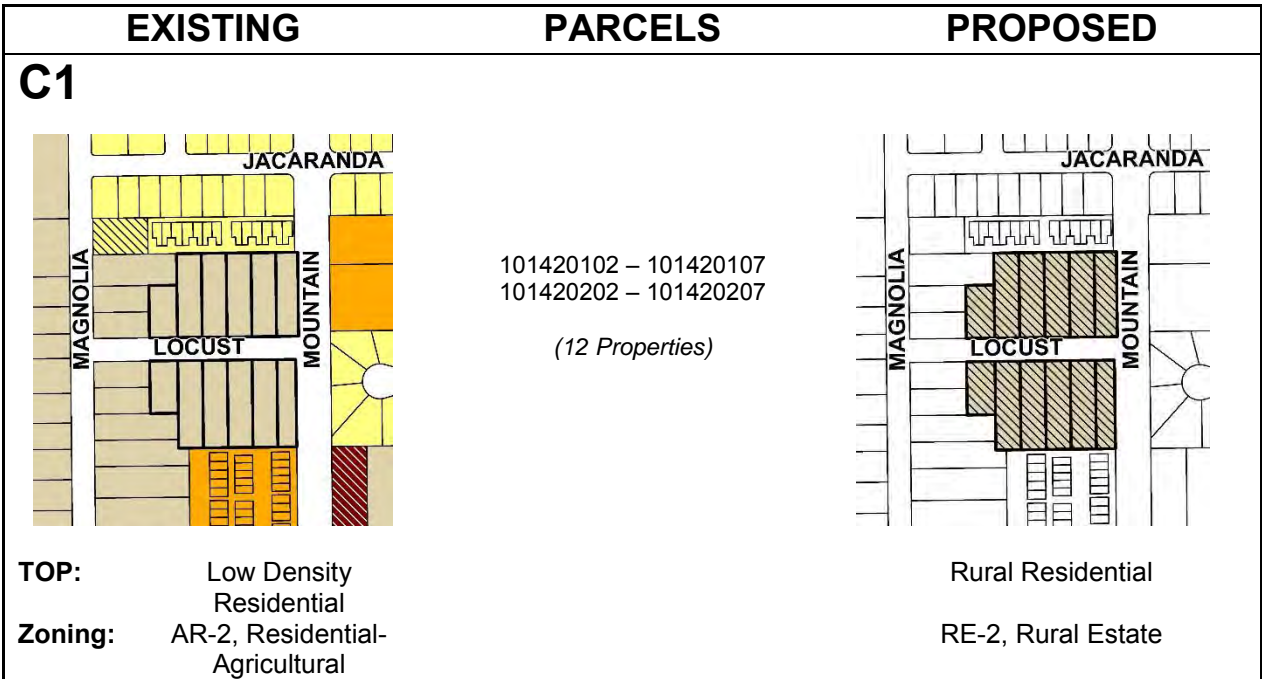 EXISTING PARCELS PROPOSED
C1
JACARANDA
MAGNOLIA
MOUNTAIN
LOCUST
101420102 – 101420107
101420202 – 101420207
(12 Properties)
JACARANDA
MAGNOLIA
MOUNTAIN
LOCUST
TOP: Low Density Residential
Rural Residential
Zoning: AR-2, Residential-
Agricultural
RE-2, Rural Estate